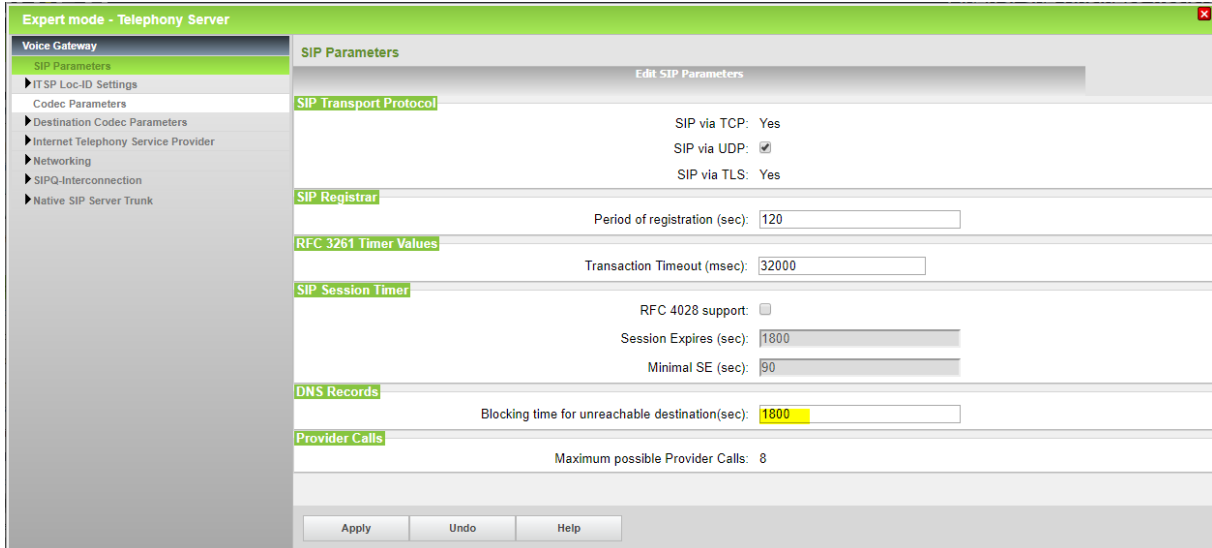 Expert mode - Telephony Server
Voice Gateway
SIP Parameters
ITSP Loc-ID Settings
Codec Parameters
Destination Codec Parameters
Internet Telephony Service Provider
Networking
SIPQ-Interconnection
Native SIP Server Trunk
SIP Parameters
Edit SIP Parameters
SIP Transport Protocol
SIP via TCP: Yes
SIP via UDP:
SIP via TLS: Yes
SIP Registrar
Period of registration (sec): 120
RFC 3261 Timer Values
Transaction Timeout (msec): 32000
SIP Session Timer
RFC 4028 support:
Session Expires (sec): 1800
Minimal SE (sec): 90
DNS Records
Blocking time for unreachable destination(sec): 1800
Provider Calls
Maximum possible Provider Calls: 8
Apply Undo Help